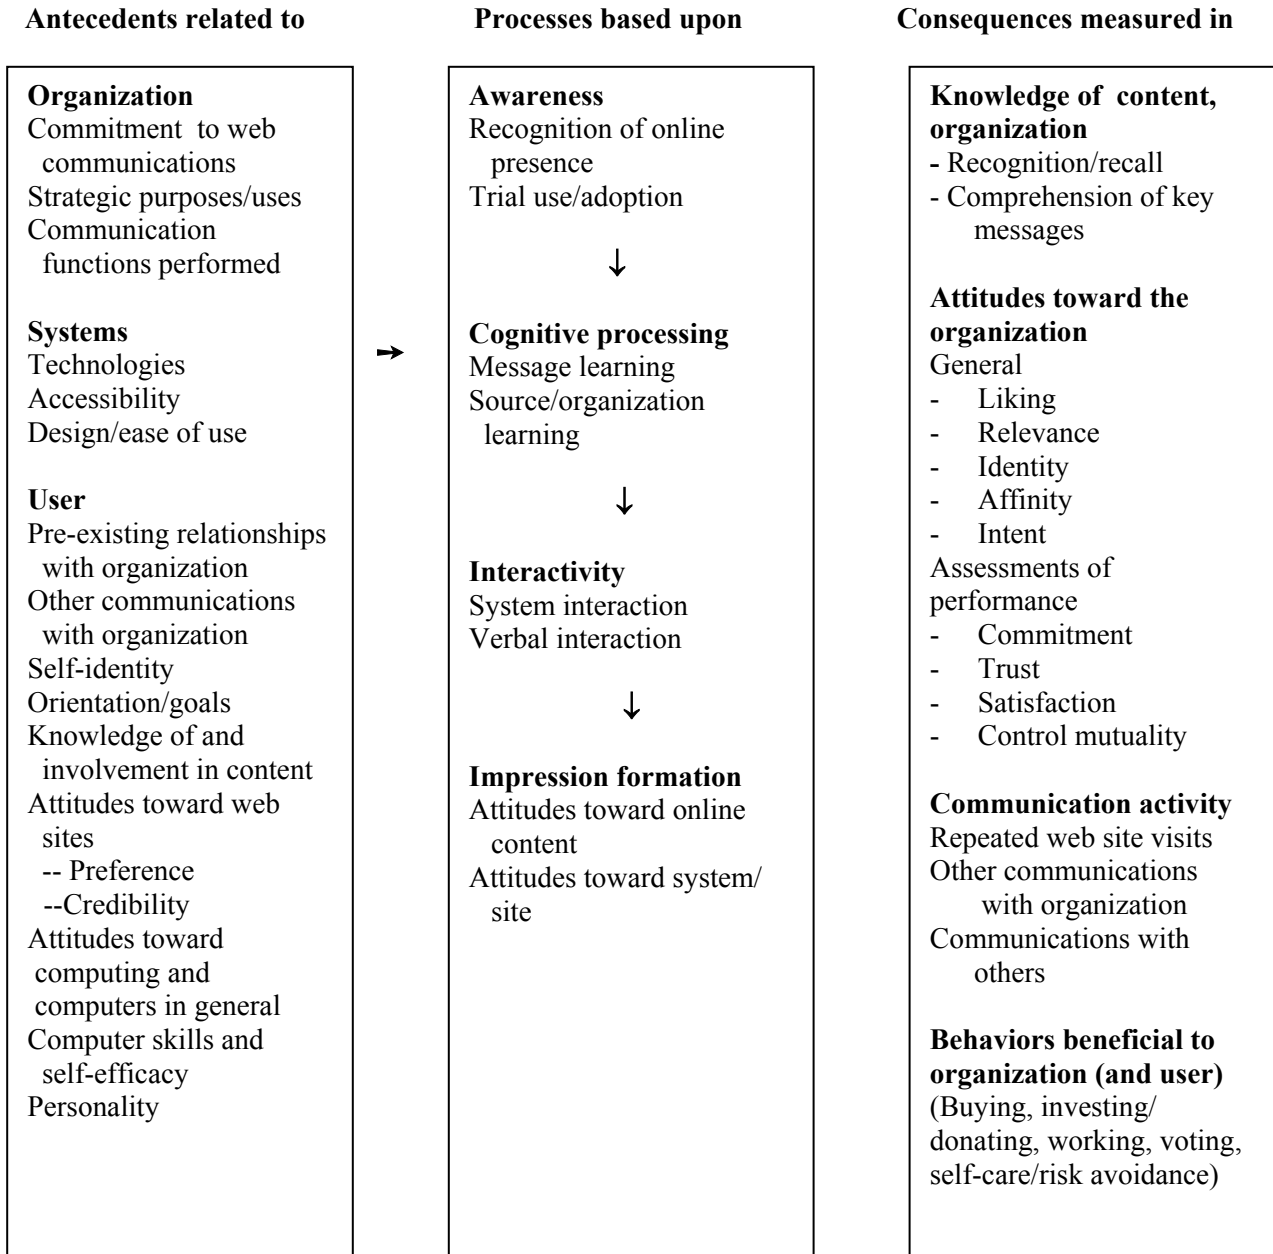 Antecedents related to
Organization
Commitment to web
communications
Strategic purposes/uses
Communication
functions performed
Systems
Technologies
Accessibility
Design/ease of use
User
Pre-existing relationships
with organization
Other communications
with organization
Self-identity
Orientation/goals
Knowledge of and
involvement in content
Attitudes toward web
sites
-- Preference
--Credibility
Attitudes toward
computing and
computers in general
Computer skills and
self-efficacy
Personality
Processes based upon
Awareness
Recognition of online
presence
Trial use/adoption
Cognitive processing
Message learning
Source/organization
learning
Interactivity
System interaction
Verbal interaction
Impression formation
Attitudes toward online
content
Attitudes toward system/
site
Consequences measured in
Knowledge of content,
organization
- Recognition/recall
- Comprehension of key
messages
Attitudes toward the
organization
General
- Liking
- Relevance
- Identity
- Affinity
- Intent
Assessments of
performance
- Commitment
- Trust
- Satisfaction
- Control mutuality
Communication activity
Repeated web site visits
Other communications
with organization
Communications with
others
Behaviors beneficial to
organization (and user)
(Buying, investing/
donating, working, voting,
self-care/risk avoidance)